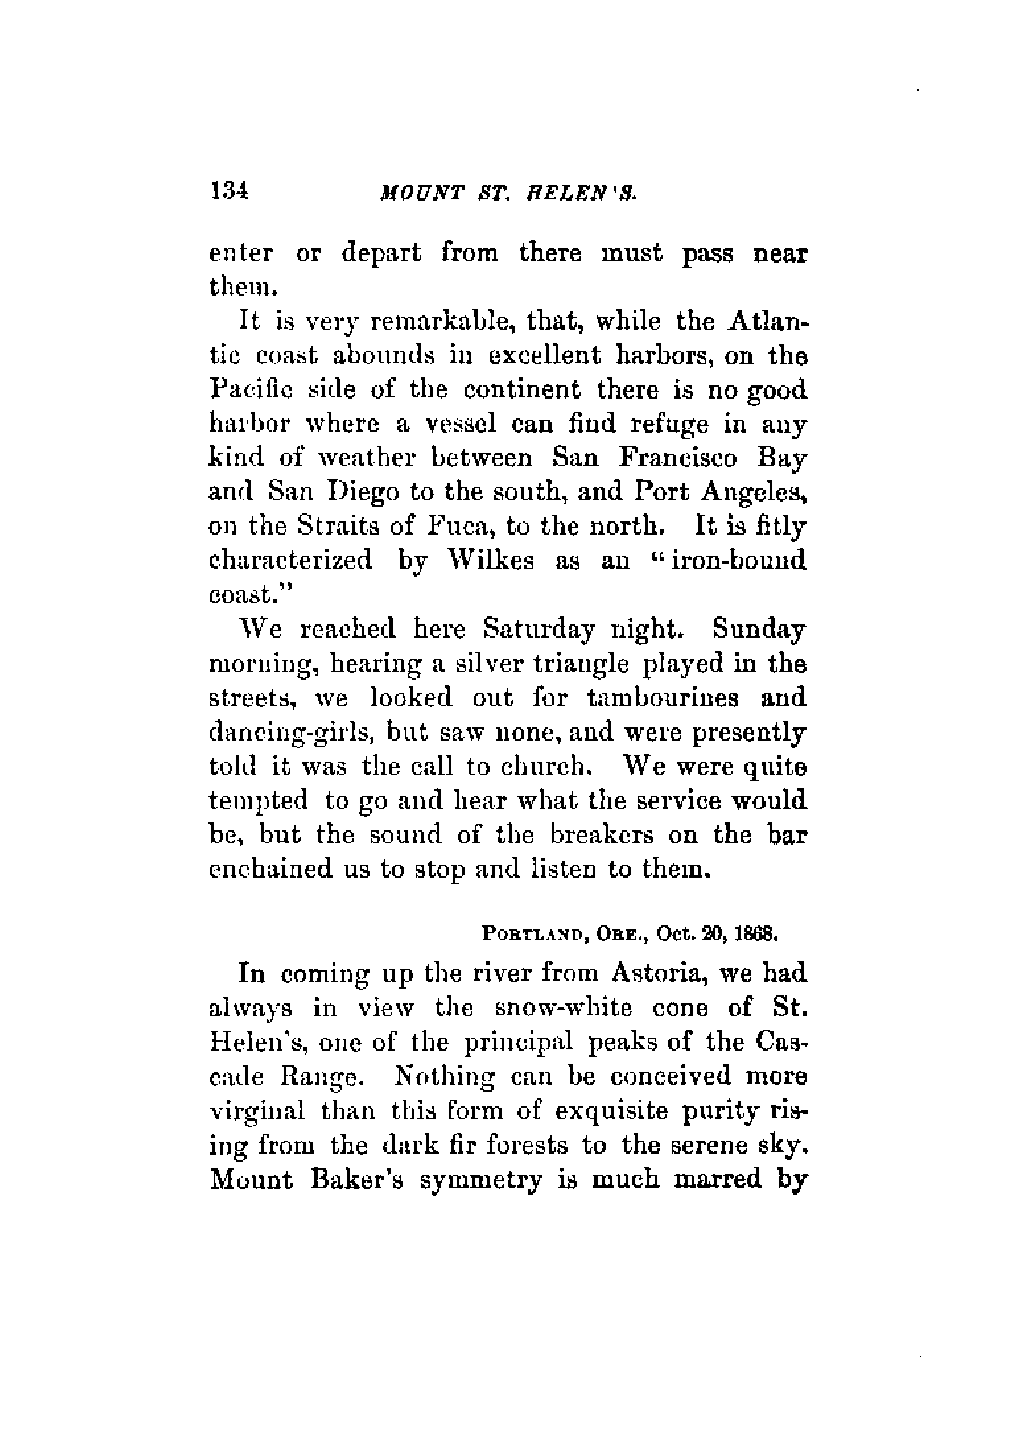 134 MOUNT ST. HELEN'S.
enter or depart from there must pass near
them.
It is very remarkable, that, while the Atlan-
tic coast abounds in excellent harbors, on the
Pacific side of the continent there is no good
harbor where a vessel can find refuge in any
kind of weather between San Francisco Bay
and San Diego to the south, and Port Angeles,
on the Straits of Fuca, to the north. It is fitly
characterized by Wilkes as an "iron-bound
coast."
We reached here Saturday night. Sunday
morning, hearing a silver triangle played in the
streets, we looked out for tambourines and
dancing-girls, but saw none, and were presently
told it was the call to church. We were quite
tempted to go and hear what the service would
be, but the sound of the breakers on the bar
enchained us to stop and listen to them.
PORTLAND, ORE., Oct. 20, 1868.
In coming up the river from Astoria, we had
always in view the snow-white cone of St.
Helen's, one of the principal peaks of the Cas-
cade Range. Nothing can be conceived more
virginal than this form of exquisite purity ris-
ing from the dark fir forests to the serene sky.
Mount Baker's symmetry is much marred by